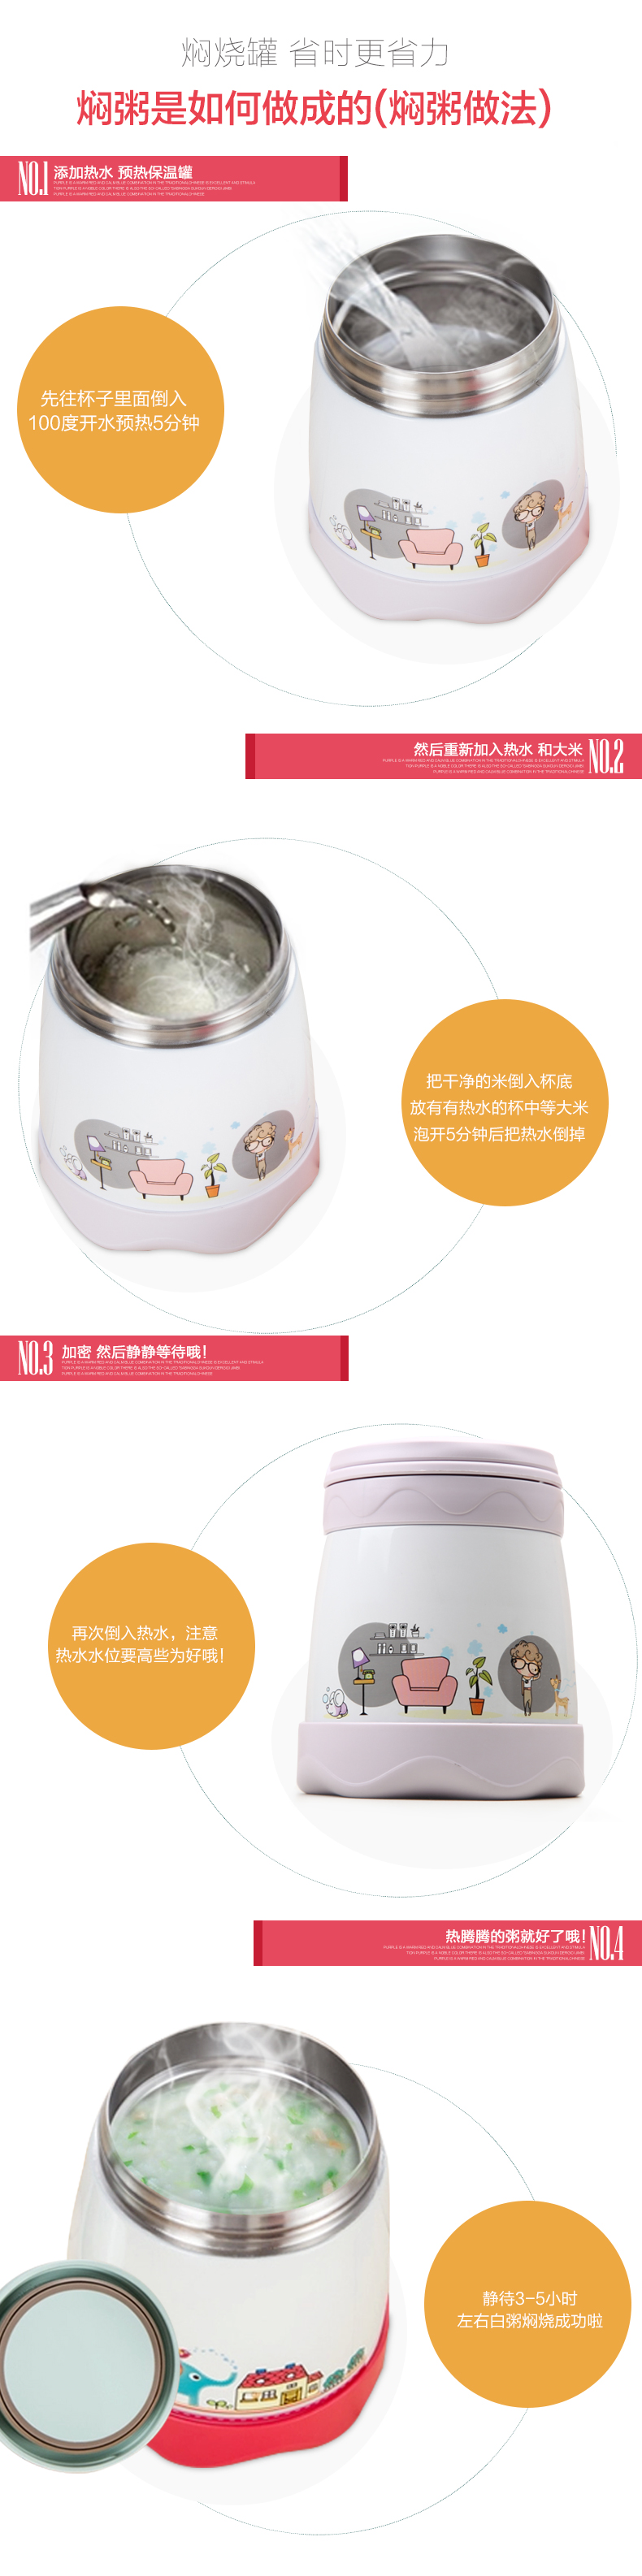 焖烧罐 省时更省力
焖粥是如何做成的(焖粥做法)
NO.1 添加热水 预热保温罐
先往杯子里面倒入
100度开水预热5分钟
然后重新加入热水 和大米 NO.2
把干净的米倒入杯底
放有有热水的杯中等大米
泡开5分钟后把热水倒掉
NO.3 加密 然后静静等待哦!
再次倒入热水，注意
热水水位要高些为好哦!
热腾腾的粥就好了哦! NO.4
静待3-5小时
左右白粥焖烧成功啦